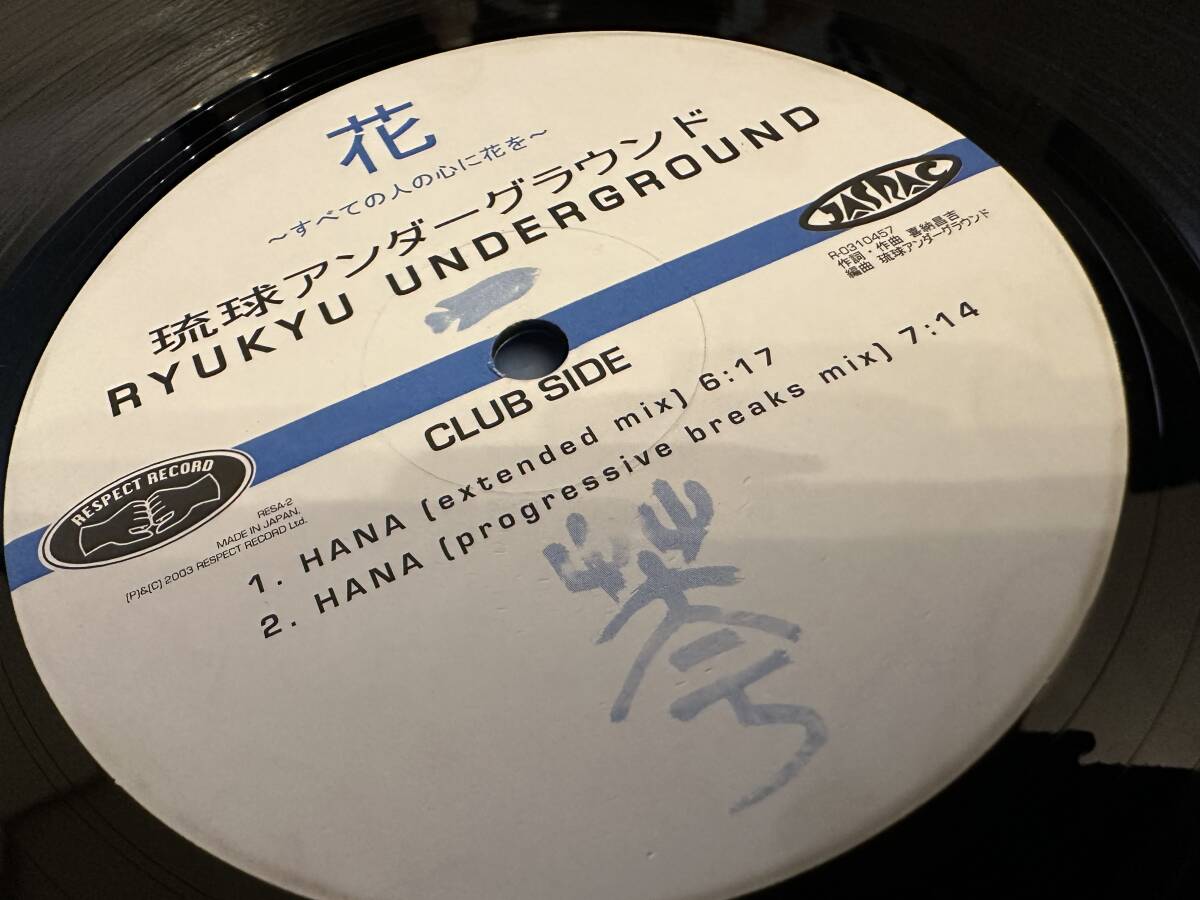 花
～すべての人の心に花を～
琉球アンダーグラウンド
RYUKYU UNDERGROUND
JASRAC
R-0310457
作詞・作曲 喜納昌吉
編曲 琉球アンダーグラウンド
CLUB SIDE
RESPECT RECORD
RESA-2
MADE IN JAPAN.
(P)&(C) 2003 RESPECT RECORD Ltd.
1. HANA (extended mix) 6:17
2. HANA (progressive breaks mix) 7:14